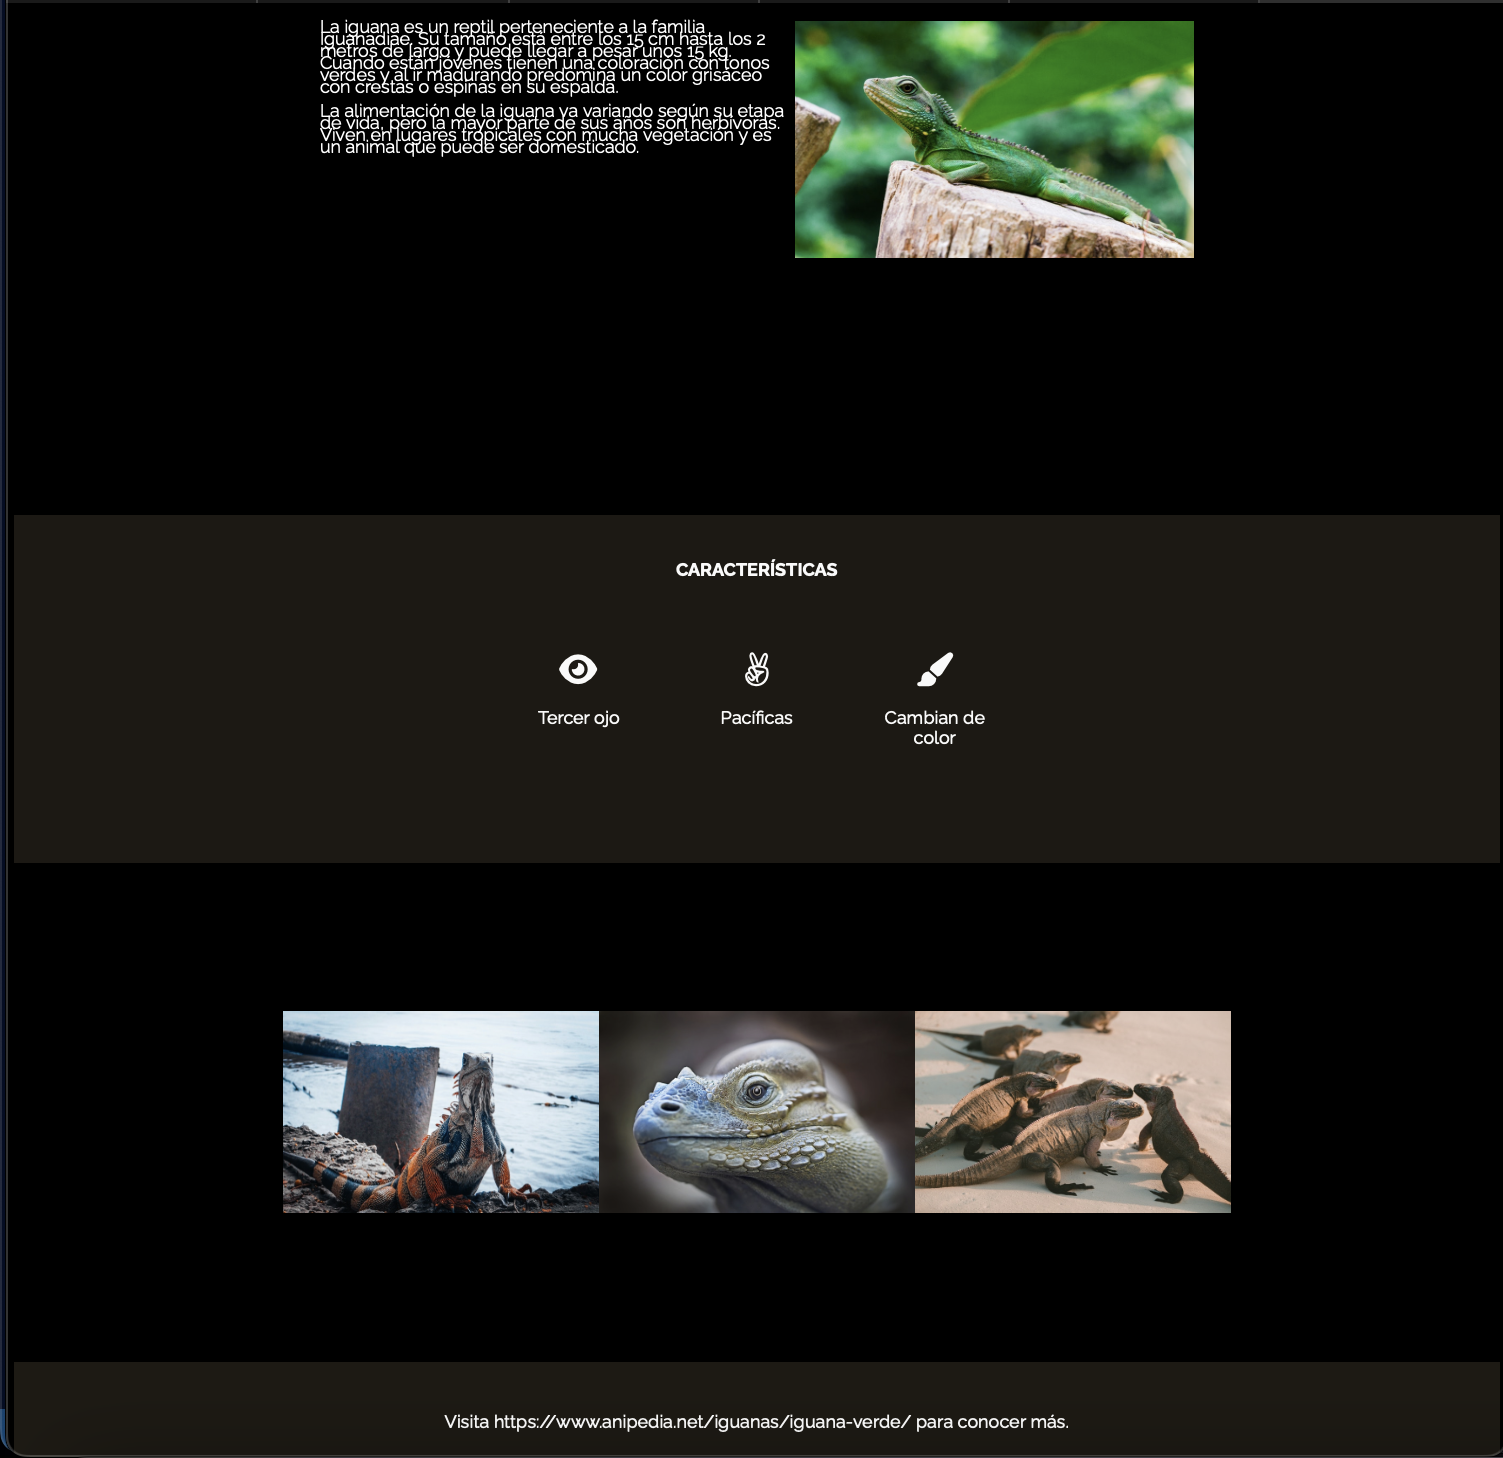 La iguana es un reptil perteneciente a la familia
Iguanadiae. Su tamaño está entre los 15 cm hasta los 2
metros de largo y puede llegar a pesar unos 15 kg.
Cuando están jóvenes tienen una coloración con tonos
verdes y al ir madurando predomina un color grisáceo
con crestas o espinas en su espalda.
La alimentación de la iguana ya variando según su etapa
de vida, pero la mayor parte de sus años son herbívoras.
Viven en lugares tropicales con mucha vegetación y es
un animal que puede ser domesticado.
CARACTERÍSTICAS
Tercer ojo
Pacíficas
Cambian de
color
Visita https://www.anipedia.net/iguanas/iguana-verde/ para conocer más.